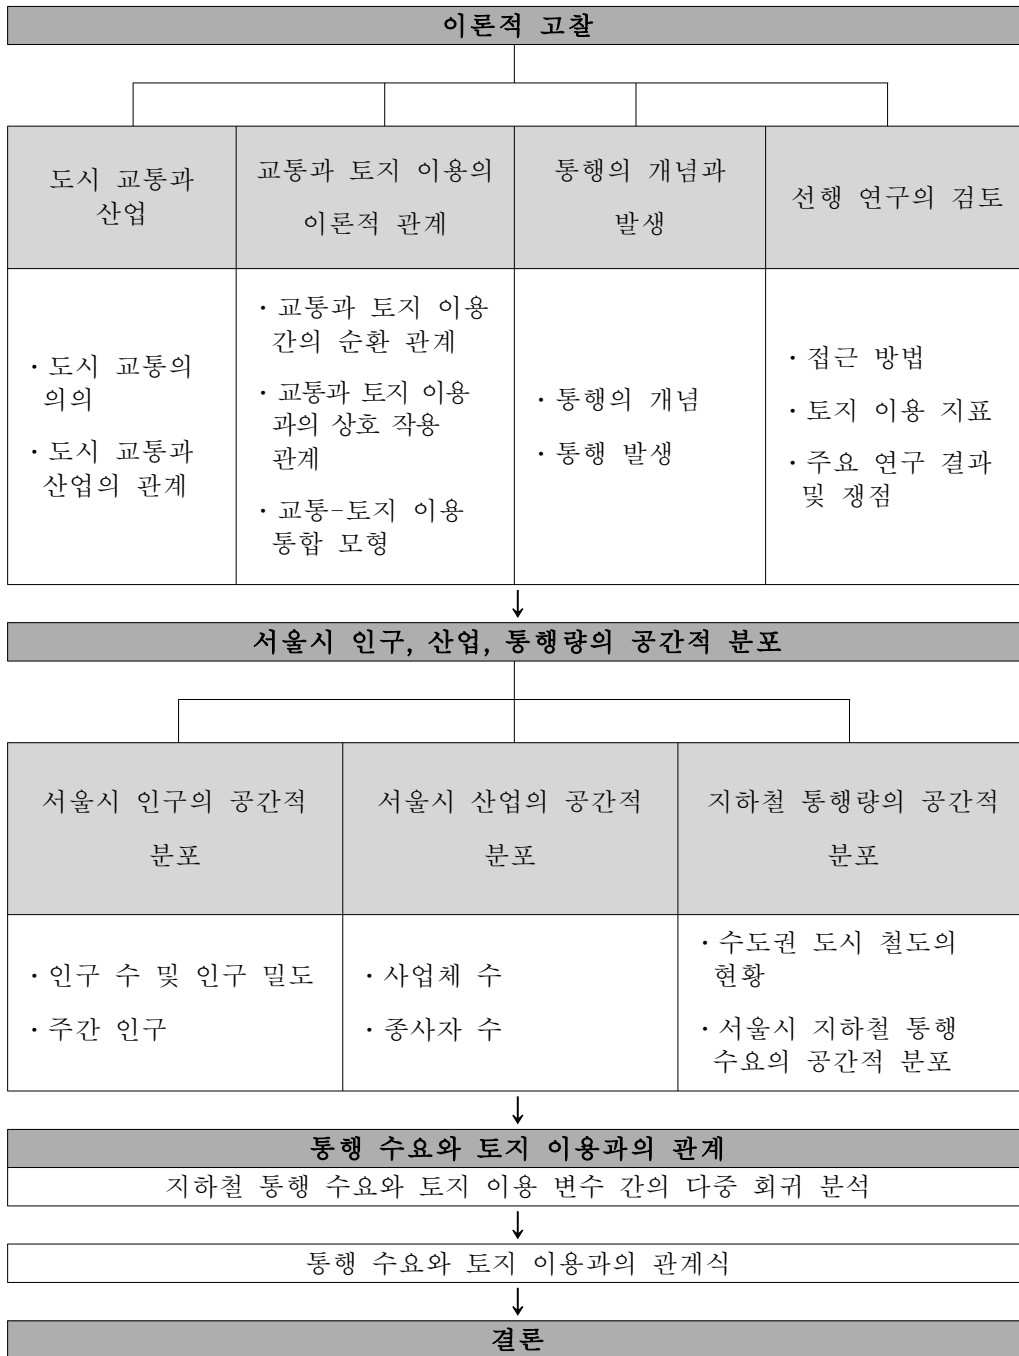 이론적 고찰
도시 교통과
산업
교통과 토지 이용의
이론적 관계
통행의 개념과
발생
선행 연구의 검토
· 도시 교통의
의의
· 도시 교통과
산업의 관계
· 교통과 토지 이용
간의 순환 관계
· 교통과 토지 이용
과의 상호 작용
관계
· 교통-토지 이용
통합 모형
· 통행의 개념
· 통행 발생
· 접근 방법
· 토지 이용 지표
· 주요 연구 결과
및 쟁점
서울시 인구, 산업, 통행량의 공간적 분포
서울시 인구의 공간적
분포
서울시 산업의 공간적
분포
지하철 통행량의 공간적
분포
· 인구 수 및 인구 밀도
· 주간 인구
· 사업체 수
· 종사자 수
· 수도권 도시 철도의
현황
· 서울시 지하철 통행
수요의 공간적 분포
통행 수요와 토지 이용과의 관계
지하철 통행 수요와 토지 이용 변수 간의 다중 회귀 분석
통행 수요와 토지 이용과의 관계식
결론